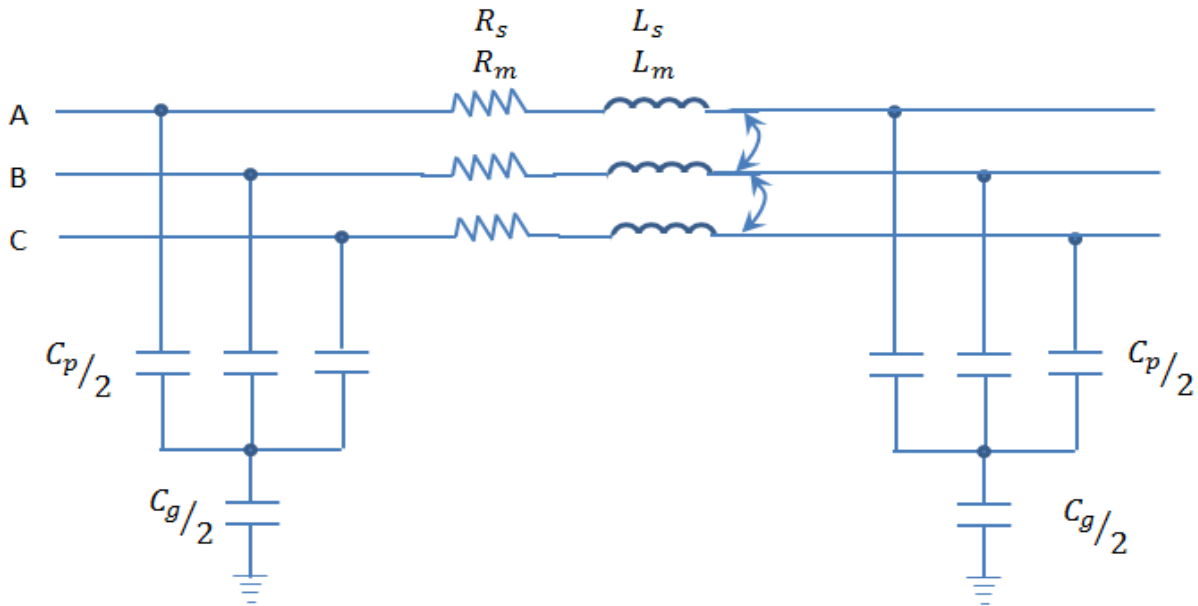 R_s L_s
R_m L_m
A
B
C
C_p/2 C_p/2
C_g/2 C_g/2